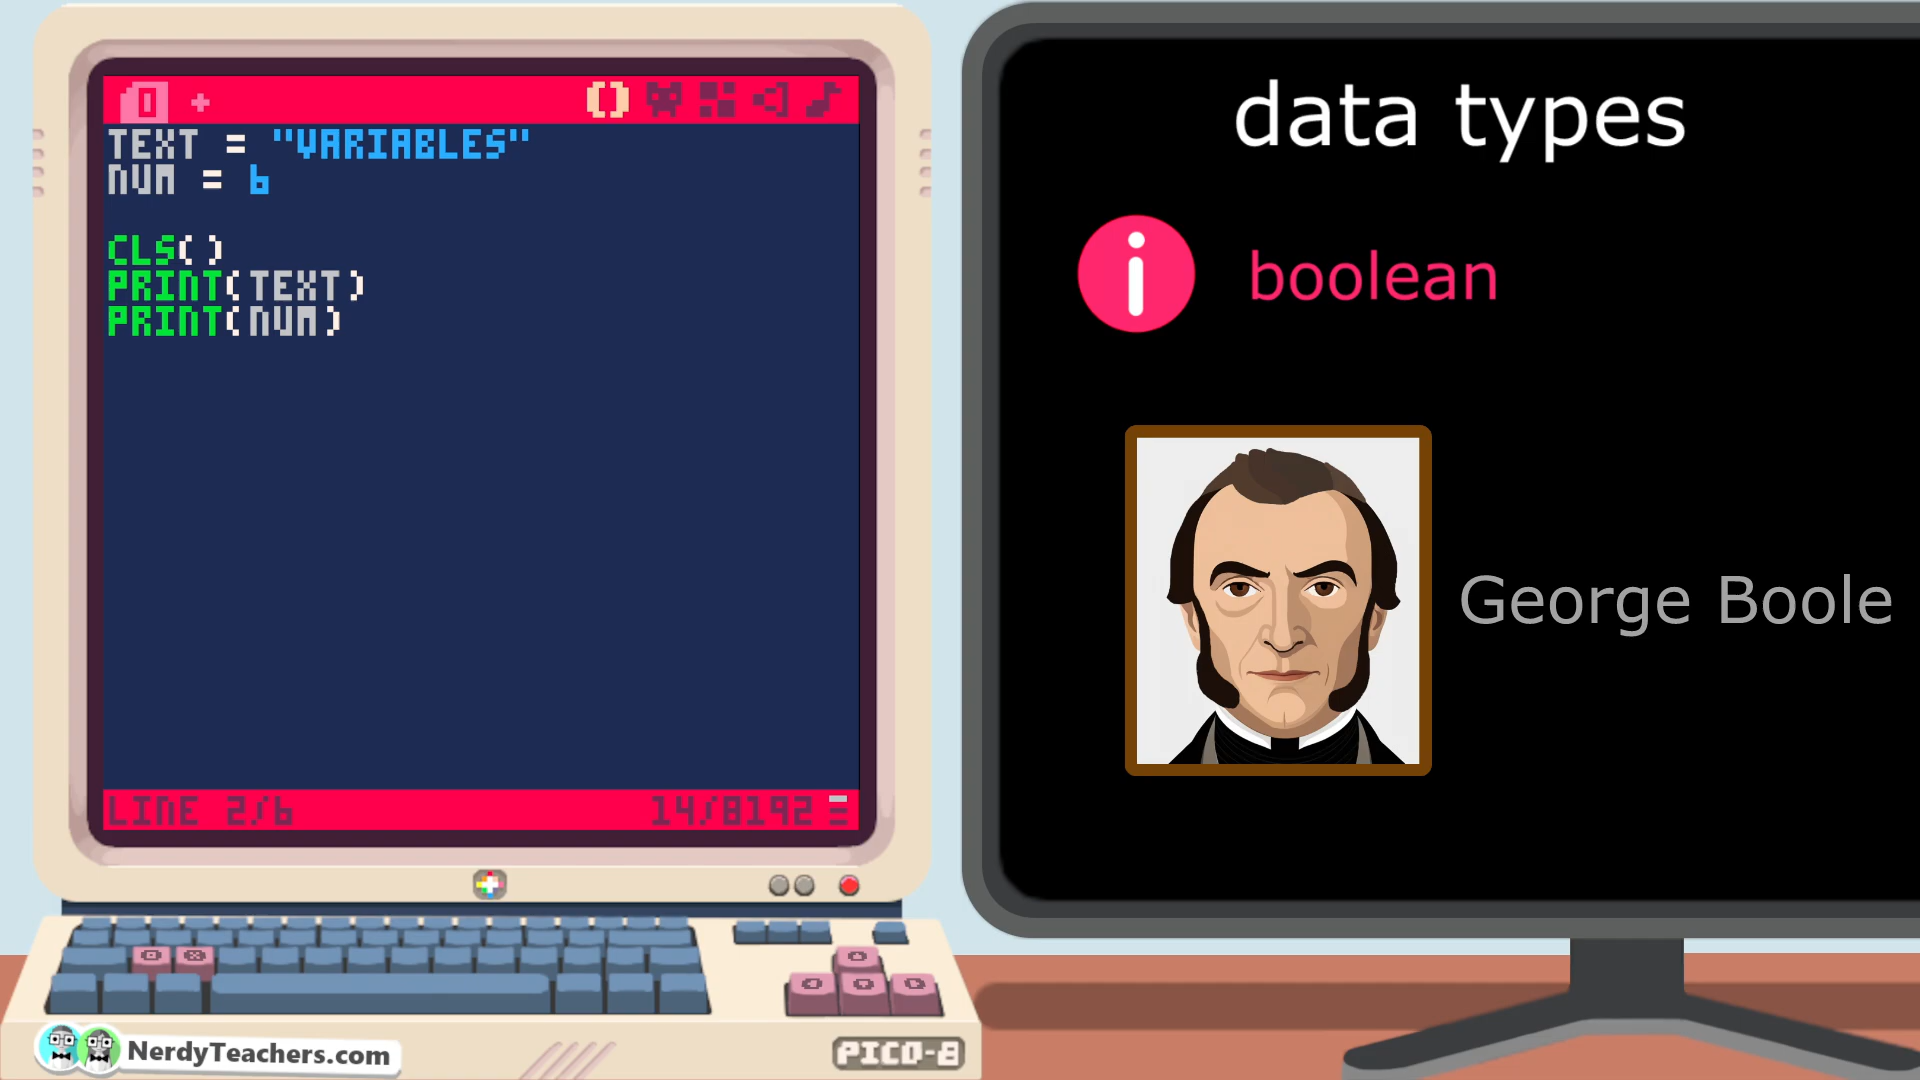 TEXT = "VARIABLES"
NUM = 6
CLS()
PRINT(TEXT)
PRINT(NUM)
LINE 2/6
14/8192
NerdyTeachers.com
PICO-8
data types
i
boolean
George Boole